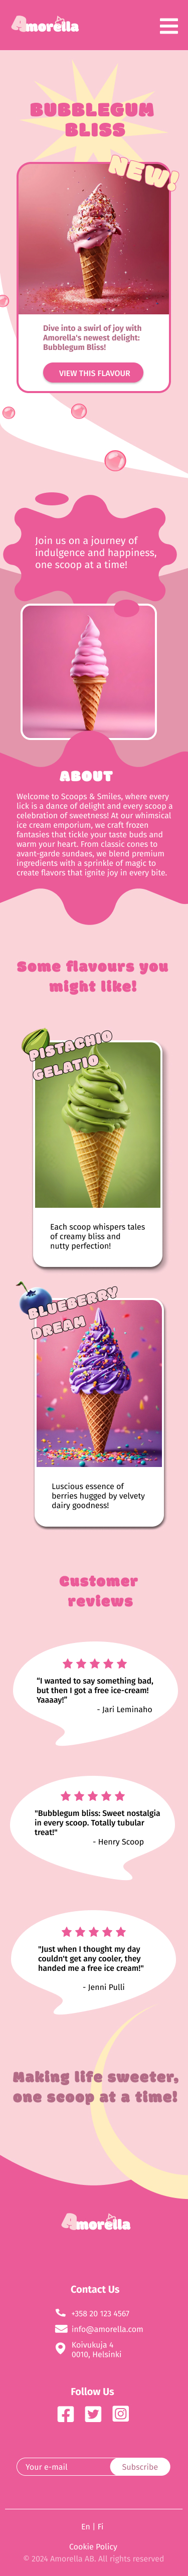 Amorella
BUBBLEGUM
BLISS
NEW!
Dive into a swirl of joy with
Amorella's newest delight:
Bubblegum Bliss!
VIEW THIS FLAVOUR
Join us on a journey of
indulgence and happiness,
one scoop at a time!
ABOUT
Welcome to Scoops & Smiles, where every
lick is a dance of delight and every scoop a
celebration of sweetness! At our whimsical
ice cream emporium, we craft frozen
fantasies that tickle your taste buds and
warm your heart. From classic cones to
avant-garde sundaes, we blend premium
ingredients with a sprinkle of magic to
create flavors that ignite joy in every bite.
Some flavours you
might like!
PISTACHIO
GELATIO
Each scoop whispers tales
of creamy bliss and
nutty perfection!
BLUEBERRY
DREAM
Luscious essence of
berries hugged by velvety
dairy goodness!
Customer
reviews
"I wanted to say something bad,
but then I got a free ice-cream!
Yaaaay!"
- Jari Leminaho
"Bubblegum bliss: Sweet nostalgia
in every scoop. Totally tubular
treat!"
- Henry Scoop
"Just when I thought my day
couldn't get any cooler, they
handed me a free ice cream!"
- Jenni Pulli
Making life sweeter,
one scoop at a time!
Amorella
Contact Us
+358 20 123 4567
info@amorella.com
Koivukuja 4
0010, Helsinki
Follow Us
Your e-mail
Subscribe
En | Fi
Cookie Policy
© 2024 Amorella AB. All rights reserved